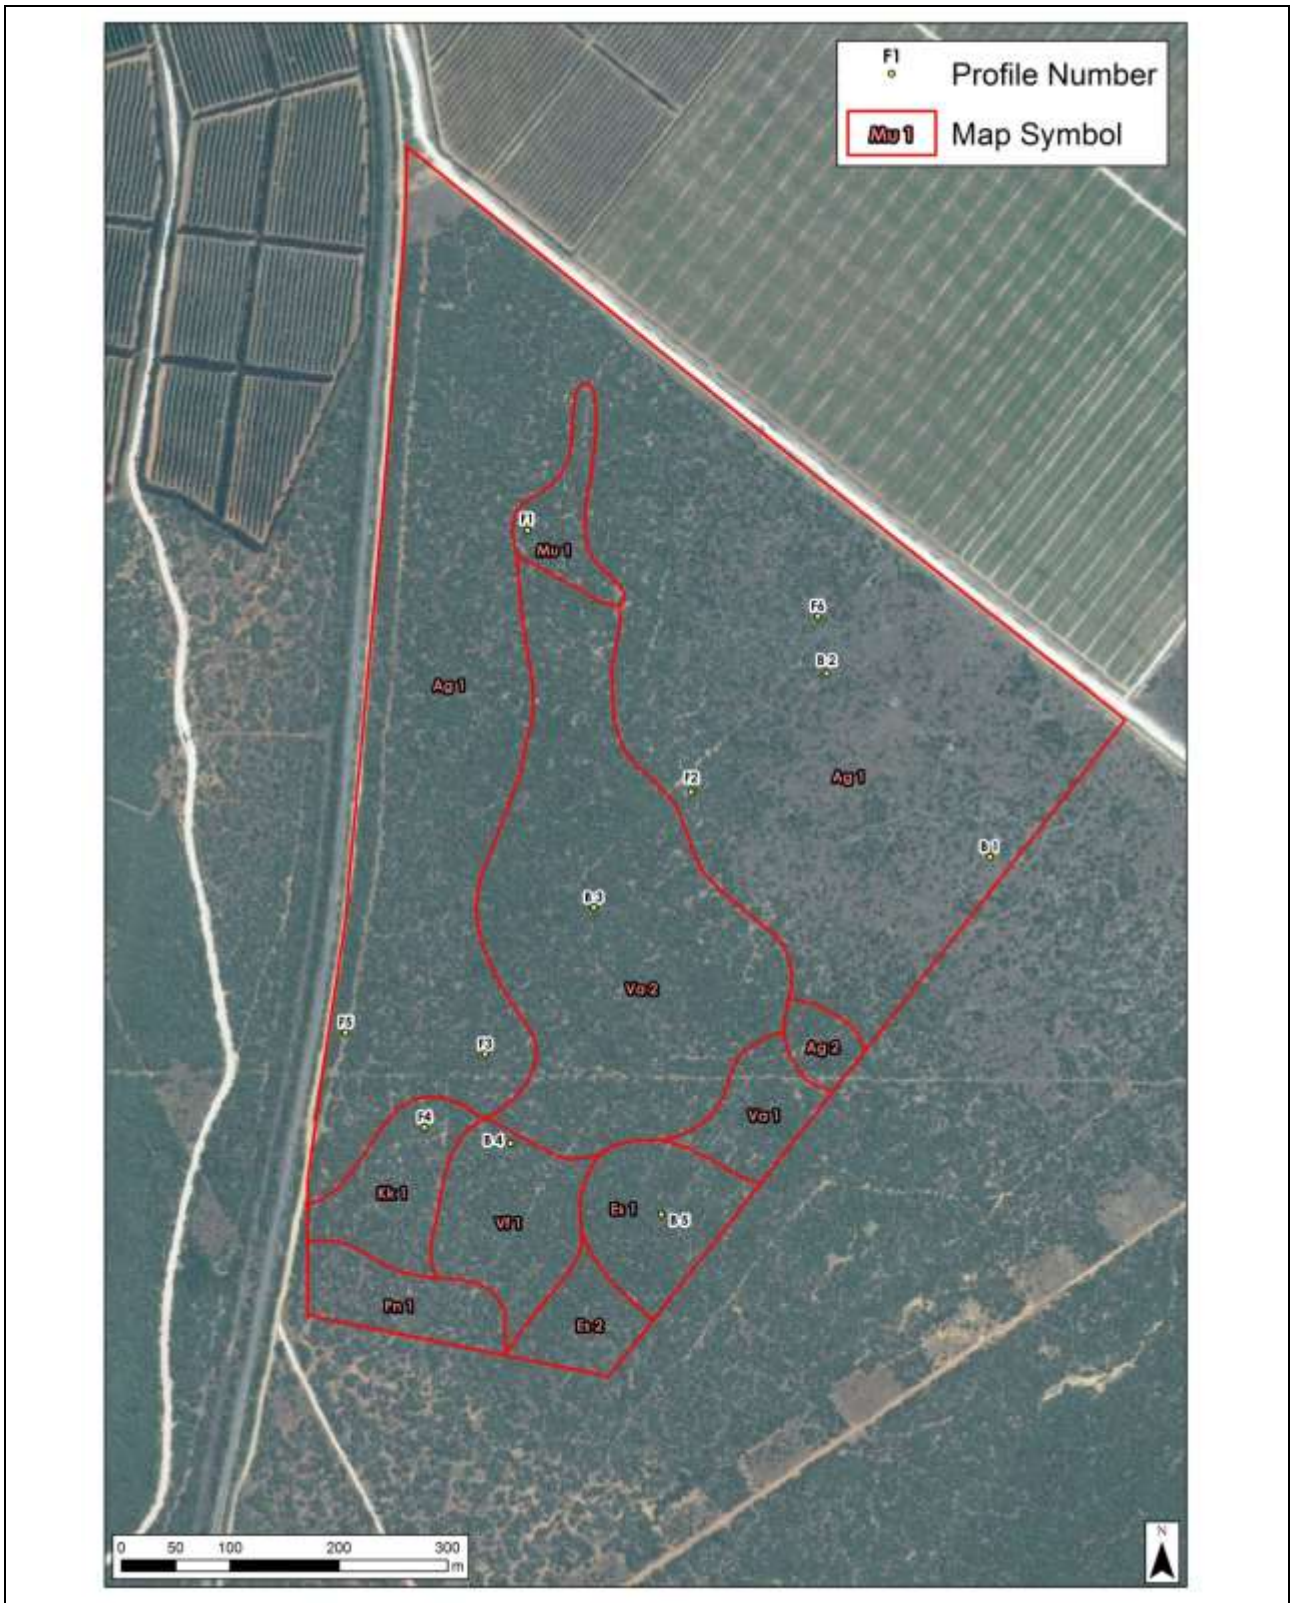 F1
Profile Number
Mu 1
Map Symbol
F1
Mu 1
F6
B 2
Ag 1
F2
Ag 1
B 1
B 3
Va 2
F5
F3
Ag 2
F4
Va 1
B 4
Kk 1
Es 1
B 5
Vf 1
Pn 1
Es 2
0 50 100 200 300
m
N